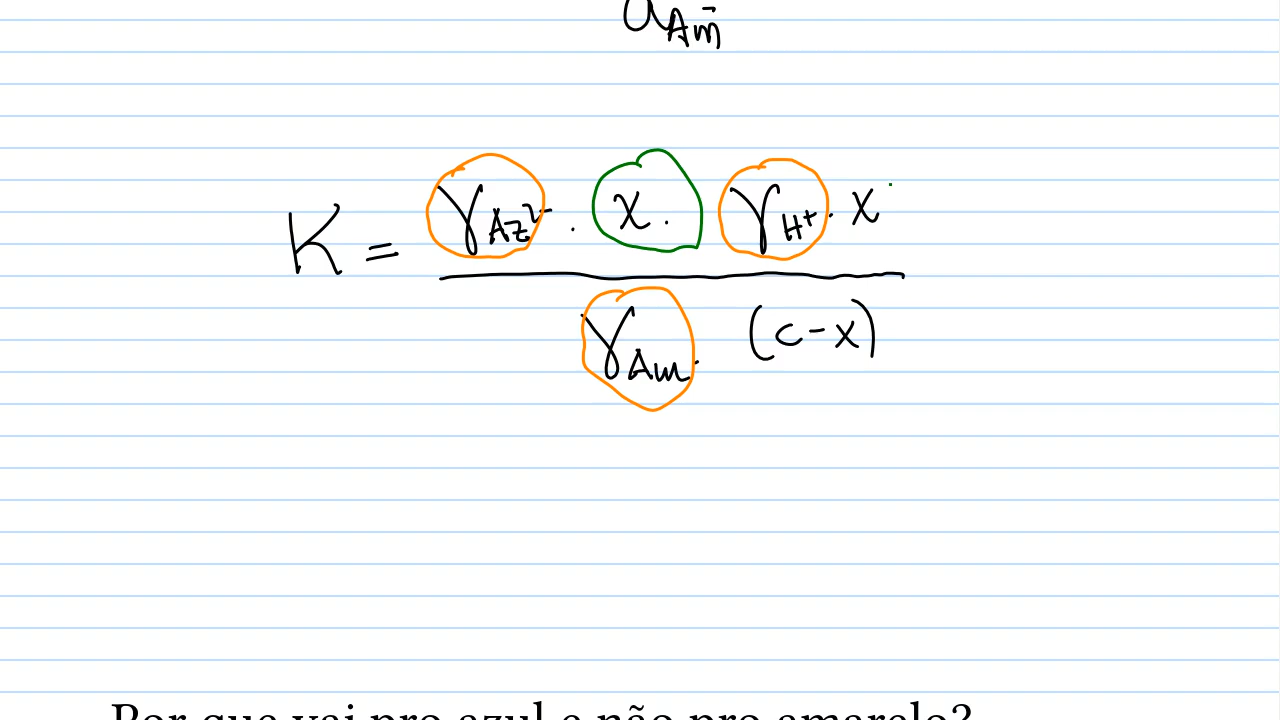 a_{Am̄}
K = γ_{Az²⁻} · x · γ_{H⁺} · x
γ_{Am} · (c - x)
Por que vai pro azul e não pro amarelo?